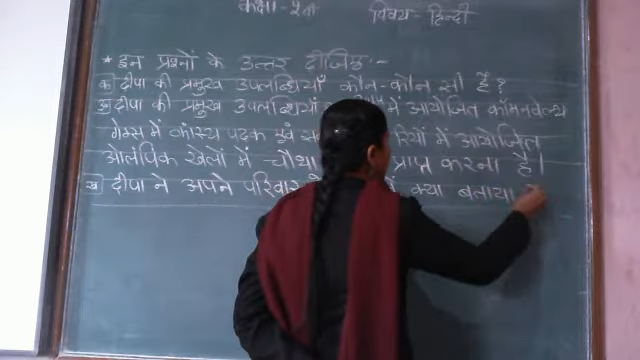 कक्षा-5वी विषय-हिन्दी
* इन प्रश्नों के उत्तर दीजिए:-
क दीपा की प्रमुख उपलब्धियाँ कौन-कौन सी है?
उ दीपा की प्रमुख उपलब्धियाँ में आयोजित कॉमनवेल्थ
गेम्स में कांस्य पदक एवं में आयोजित
ओलंपिक खेलों में चौथा प्राप्त करना है।
ख दीपा ने अपने परिवार क्या बताया